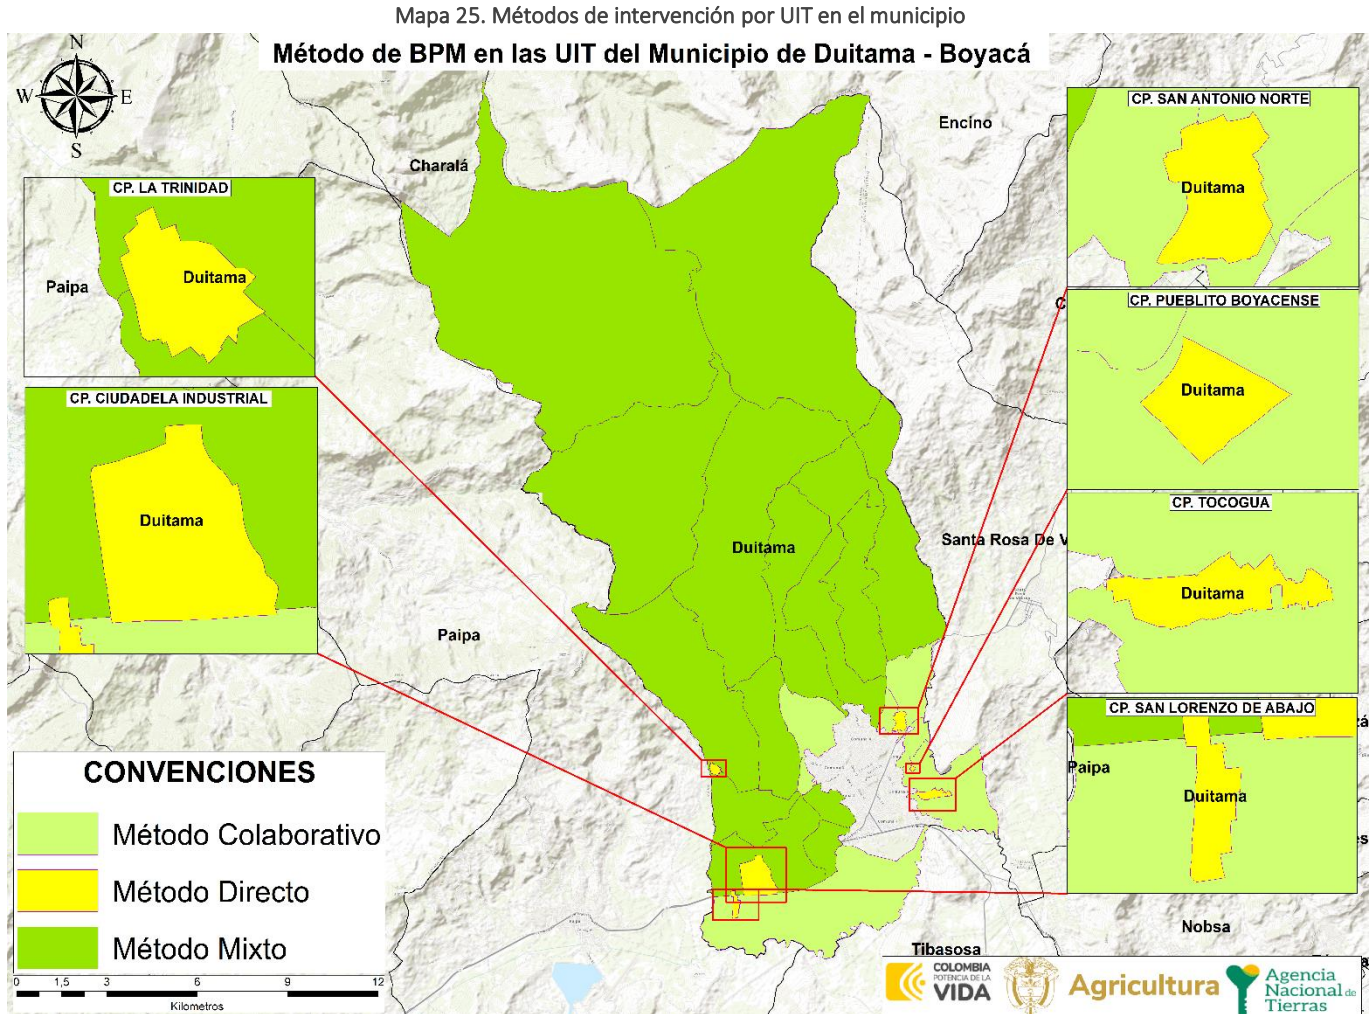 Mapa 25. Métodos de intervención por UIT en el municipio
Método de BPM en las UIT del Municipio de Duitama - Boyacá
N
W E
S
Encíno
Charalá
CP. LA TRINIDAD
Paipa
Duitama
CP. CIUDADELA INDUSTRIAL
Duitama
CP. SAN ANTONIO NORTE
Duitama
CP. PUEBLITO BOYACENSE
Duitama
CP. TOCOGUA
Duitama
CP. SAN LORENZO DE ABAJO
Paipa
Duitama
Duitama
Santa Rosa De V
Paipa
Nobsa
Tibasosa
CONVENCIONES
Método Colaborativo
Método Directo
Método Mixto
0 1,5 3 6 9 12
Kilometros
COLOMBIA
POTENCIA DE LA
VIDA
Agricultura
Agencia
Nacional de
Tierras